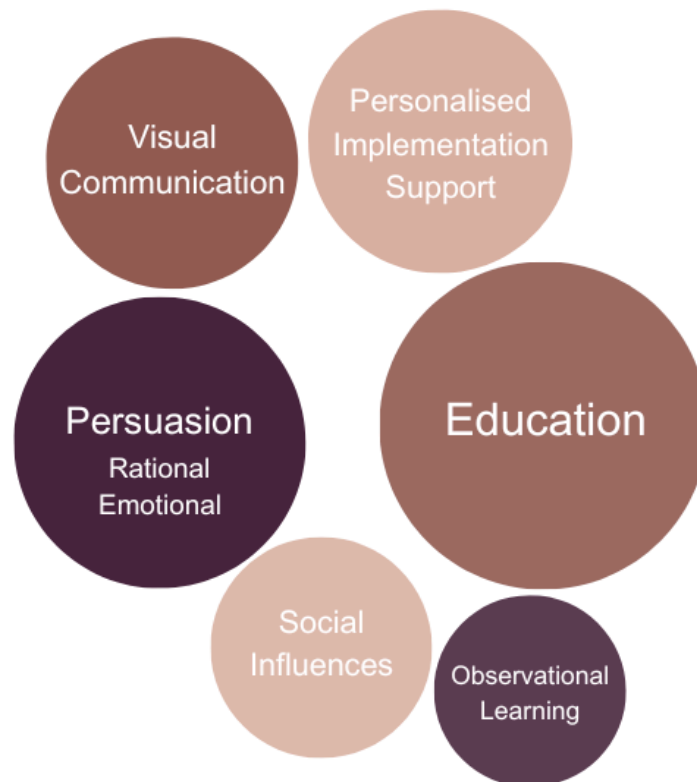 Visual
Communication
Personalised
Implementation
Support
Persuasion
Rational
Emotional
Education
Social
Influences
Observational
Learning